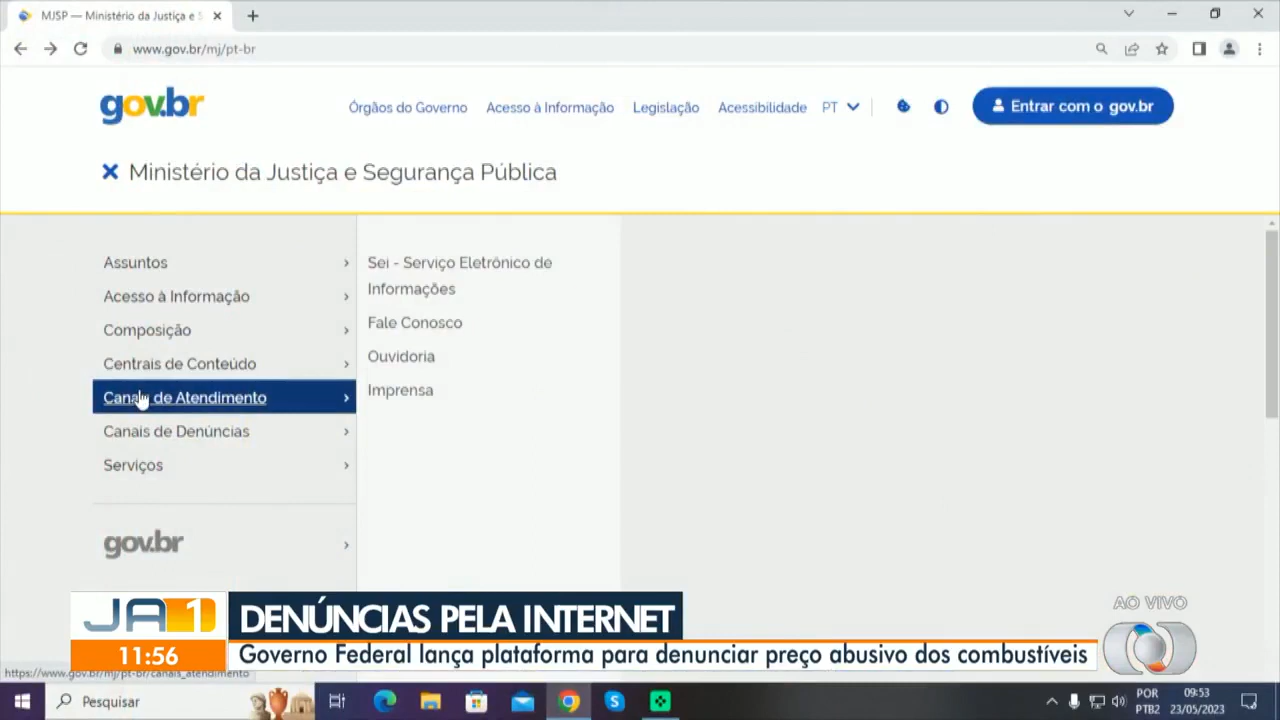 MJSP — Ministério da Justiça e S
www.gov.br/mj/pt-br
gov.br
Órgãos do Governo
Acesso à Informação
Legislação
Acessibilidade
PT
Entrar com o gov.br
Ministério da Justiça e Segurança Pública
Assuntos
Acesso à Informação
Composição
Centrais de Conteúdo
Canais de Atendimento
Canais de Denúncias
Serviços
gov.br
Sei - Serviço Eletrônico de
Informações
Fale Conosco
Ouvidoria
Imprensa
AO VIVO
JA1
DENÚNCIAS PELA INTERNET
11:56
Governo Federal lança plataforma para denunciar preço abusivo dos combustíveis
https://www.gov.br/mj/pt-br/canais_atendimento
Pesquisar
POR
PTB2
09:53
23/05/2023